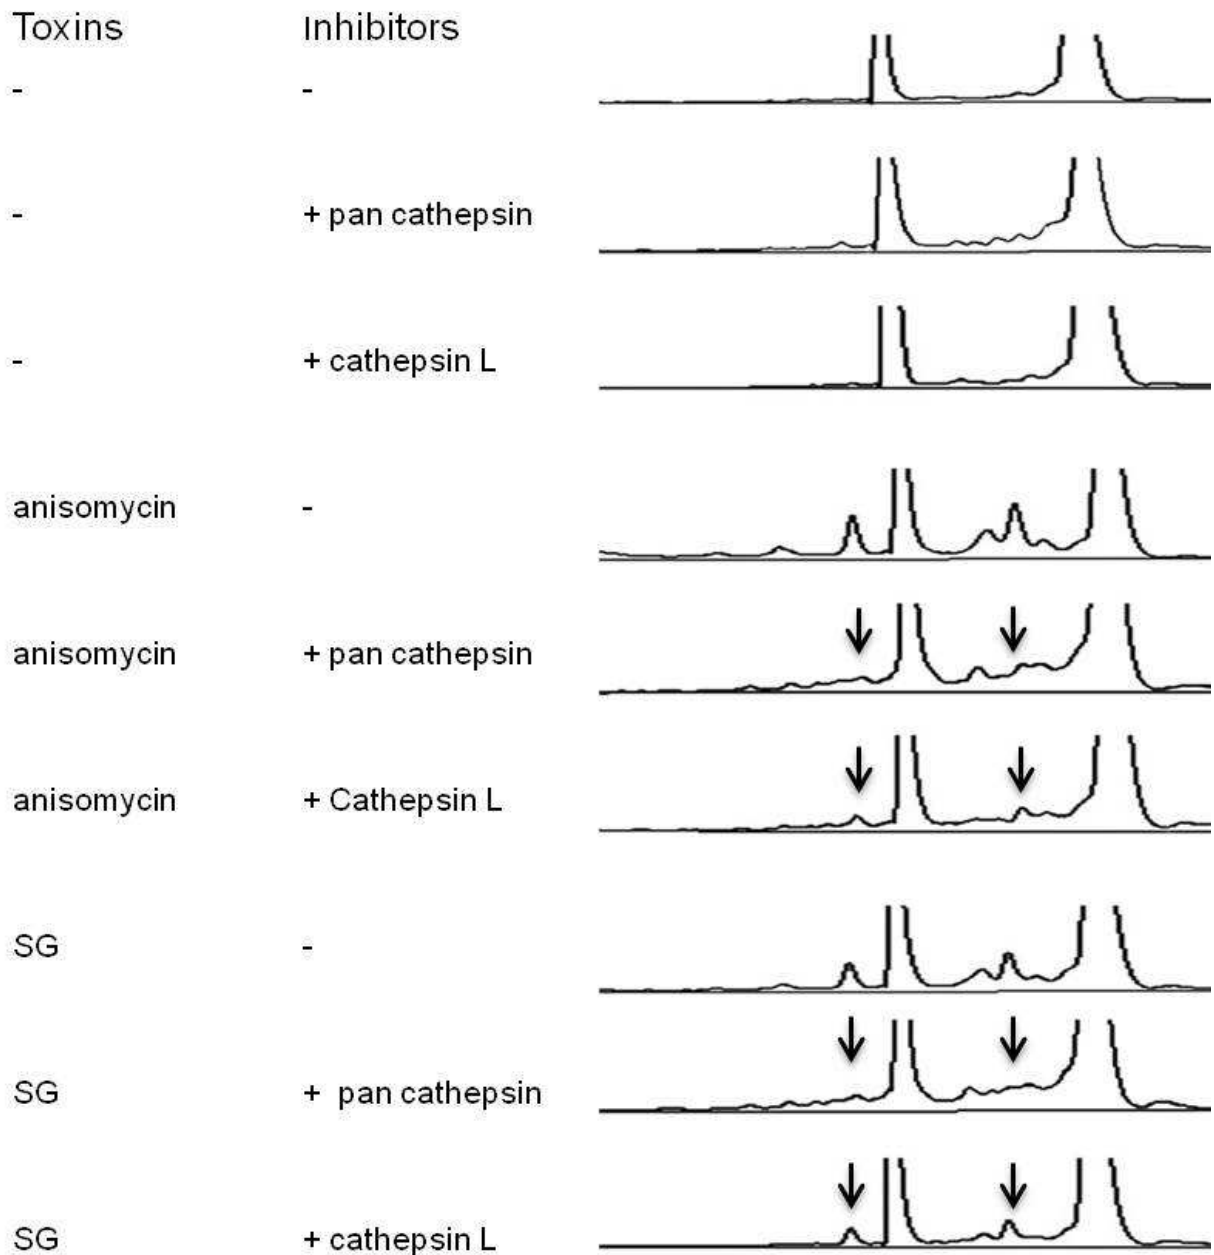 Toxins Inhibitors
- -
- + pan cathepsin
- + cathepsin L
anisomycin -
anisomycin + pan cathepsin
anisomycin + Cathepsin L
SG -
SG + pan cathepsin
SG + cathepsin L